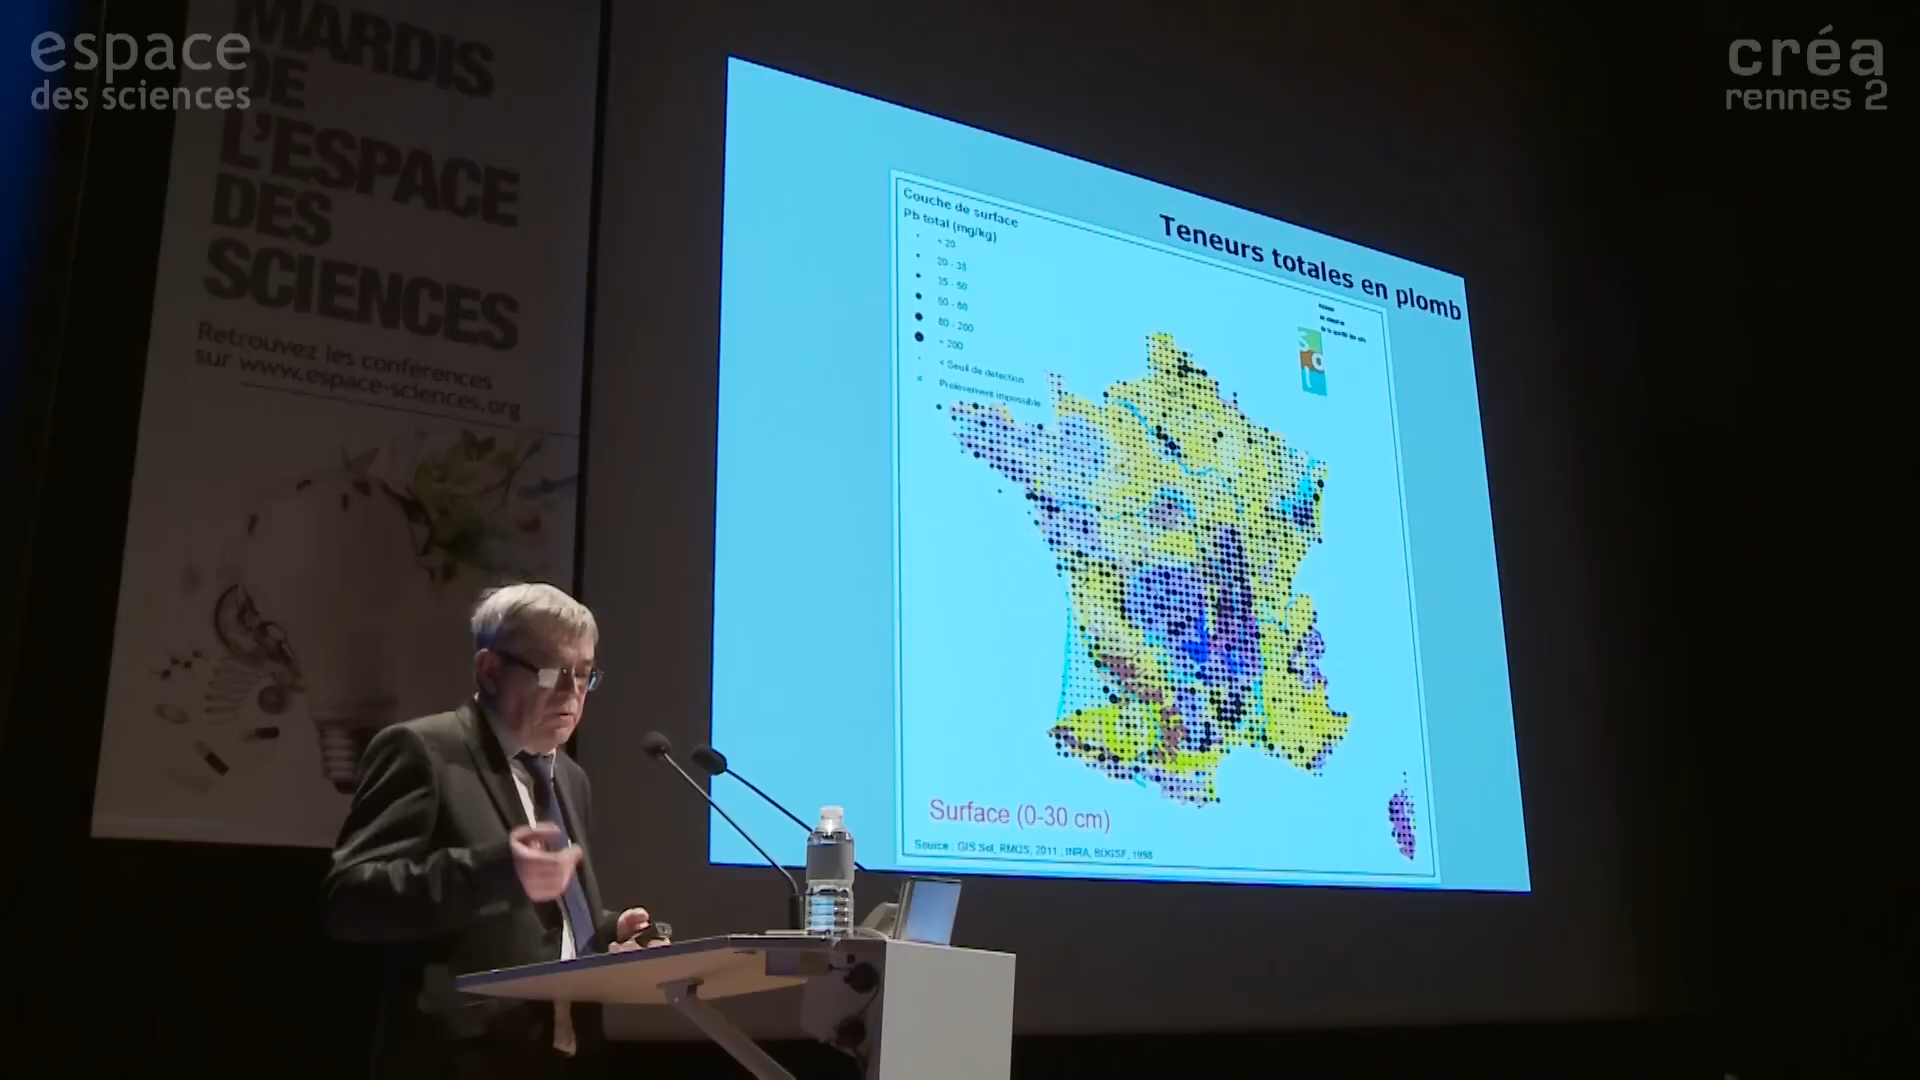 espace
des sciences
MARDIS
DE
L'ESPACE
DES
SCIENCES
Retrouvez les conférences
sur www.espace-sciences.org
créa
rennes 2
Teneurs totales en plomb
Couche de surface
Pb total (mg/kg)
< 20
20 - 35
35 - 50
50 - 80
80 - 200
> 200
< Seuil de détection
x Prélèvement impossible
sol
Surface (0-30 cm)
Source : GIS Sol, RMQS, 2011 ; INRA, BDGSF, 1998